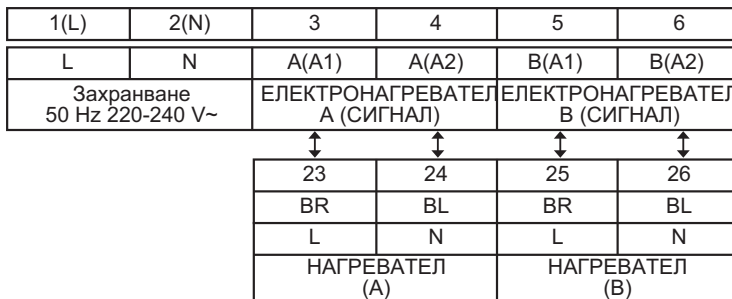 1(L) 2(N) 3 4 5 6
L N A(A1) A(A2) B(A1) B(A2)
Захранване
50 Hz 220-240 V~
ЕЛЕКТРОНАГРЕВАТЕЛ
А (СИГНАЛ)
ЕЛЕКТРОНАГРЕВАТЕЛ
В (СИГНАЛ)
23 24 25 26
BR BL BR BL
L N L N
НАГРЕВАТЕЛ
(A)
НАГРЕВАТЕЛ
(B)